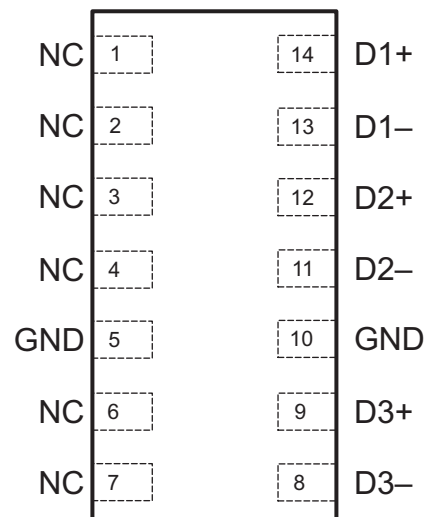 NC 1 14 D1+
NC 2 13 D1–
NC 3 12 D2+
NC 4 11 D2–
GND 5 10 GND
NC 6 9 D3+
NC 7 8 D3–